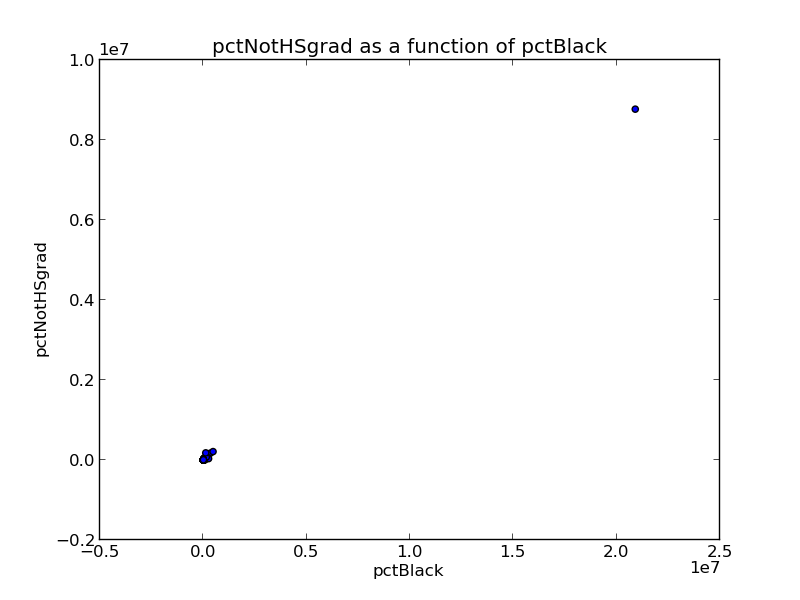 pctNotHSgrad as a function of pctBlack
1e7
1.0
0.8
0.6
0.4
0.2
0.0
−0.2
pctNotHSgrad
−0.5
0.0
0.5
1.0
1.5
2.0
2.5
1e7
pctBlack